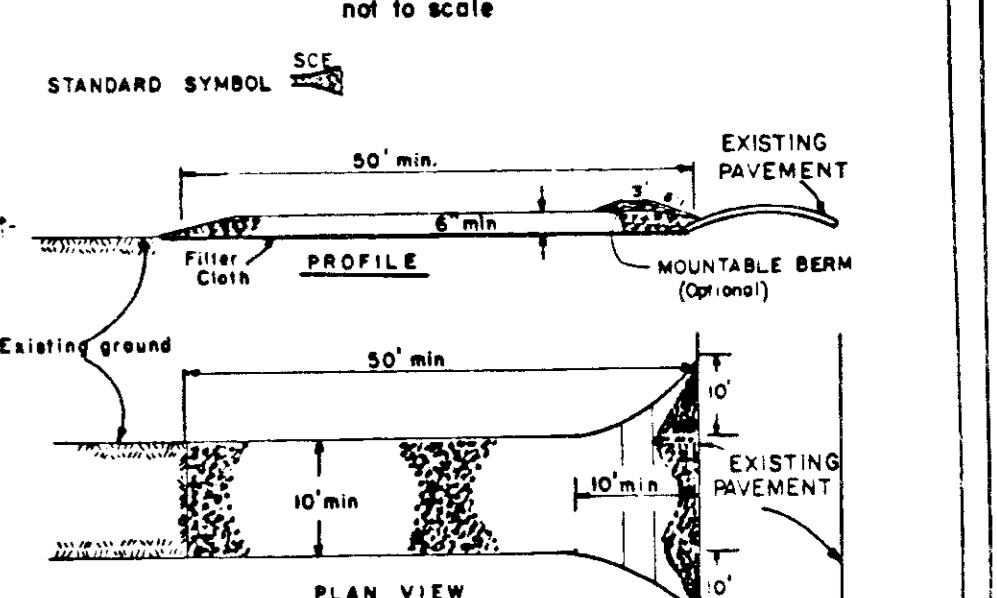 not to scale
STANDARD SYMBOL
SCE
50' min.
EXISTING
PAVEMENT
3'
6" min
Filter
Cloth
PROFILE
MOUNTABLE BERM
(Optional)
Existing ground
50' min
10'
10' min
10' min
EXISTING
PAVEMENT
10'
PLAN VIEW